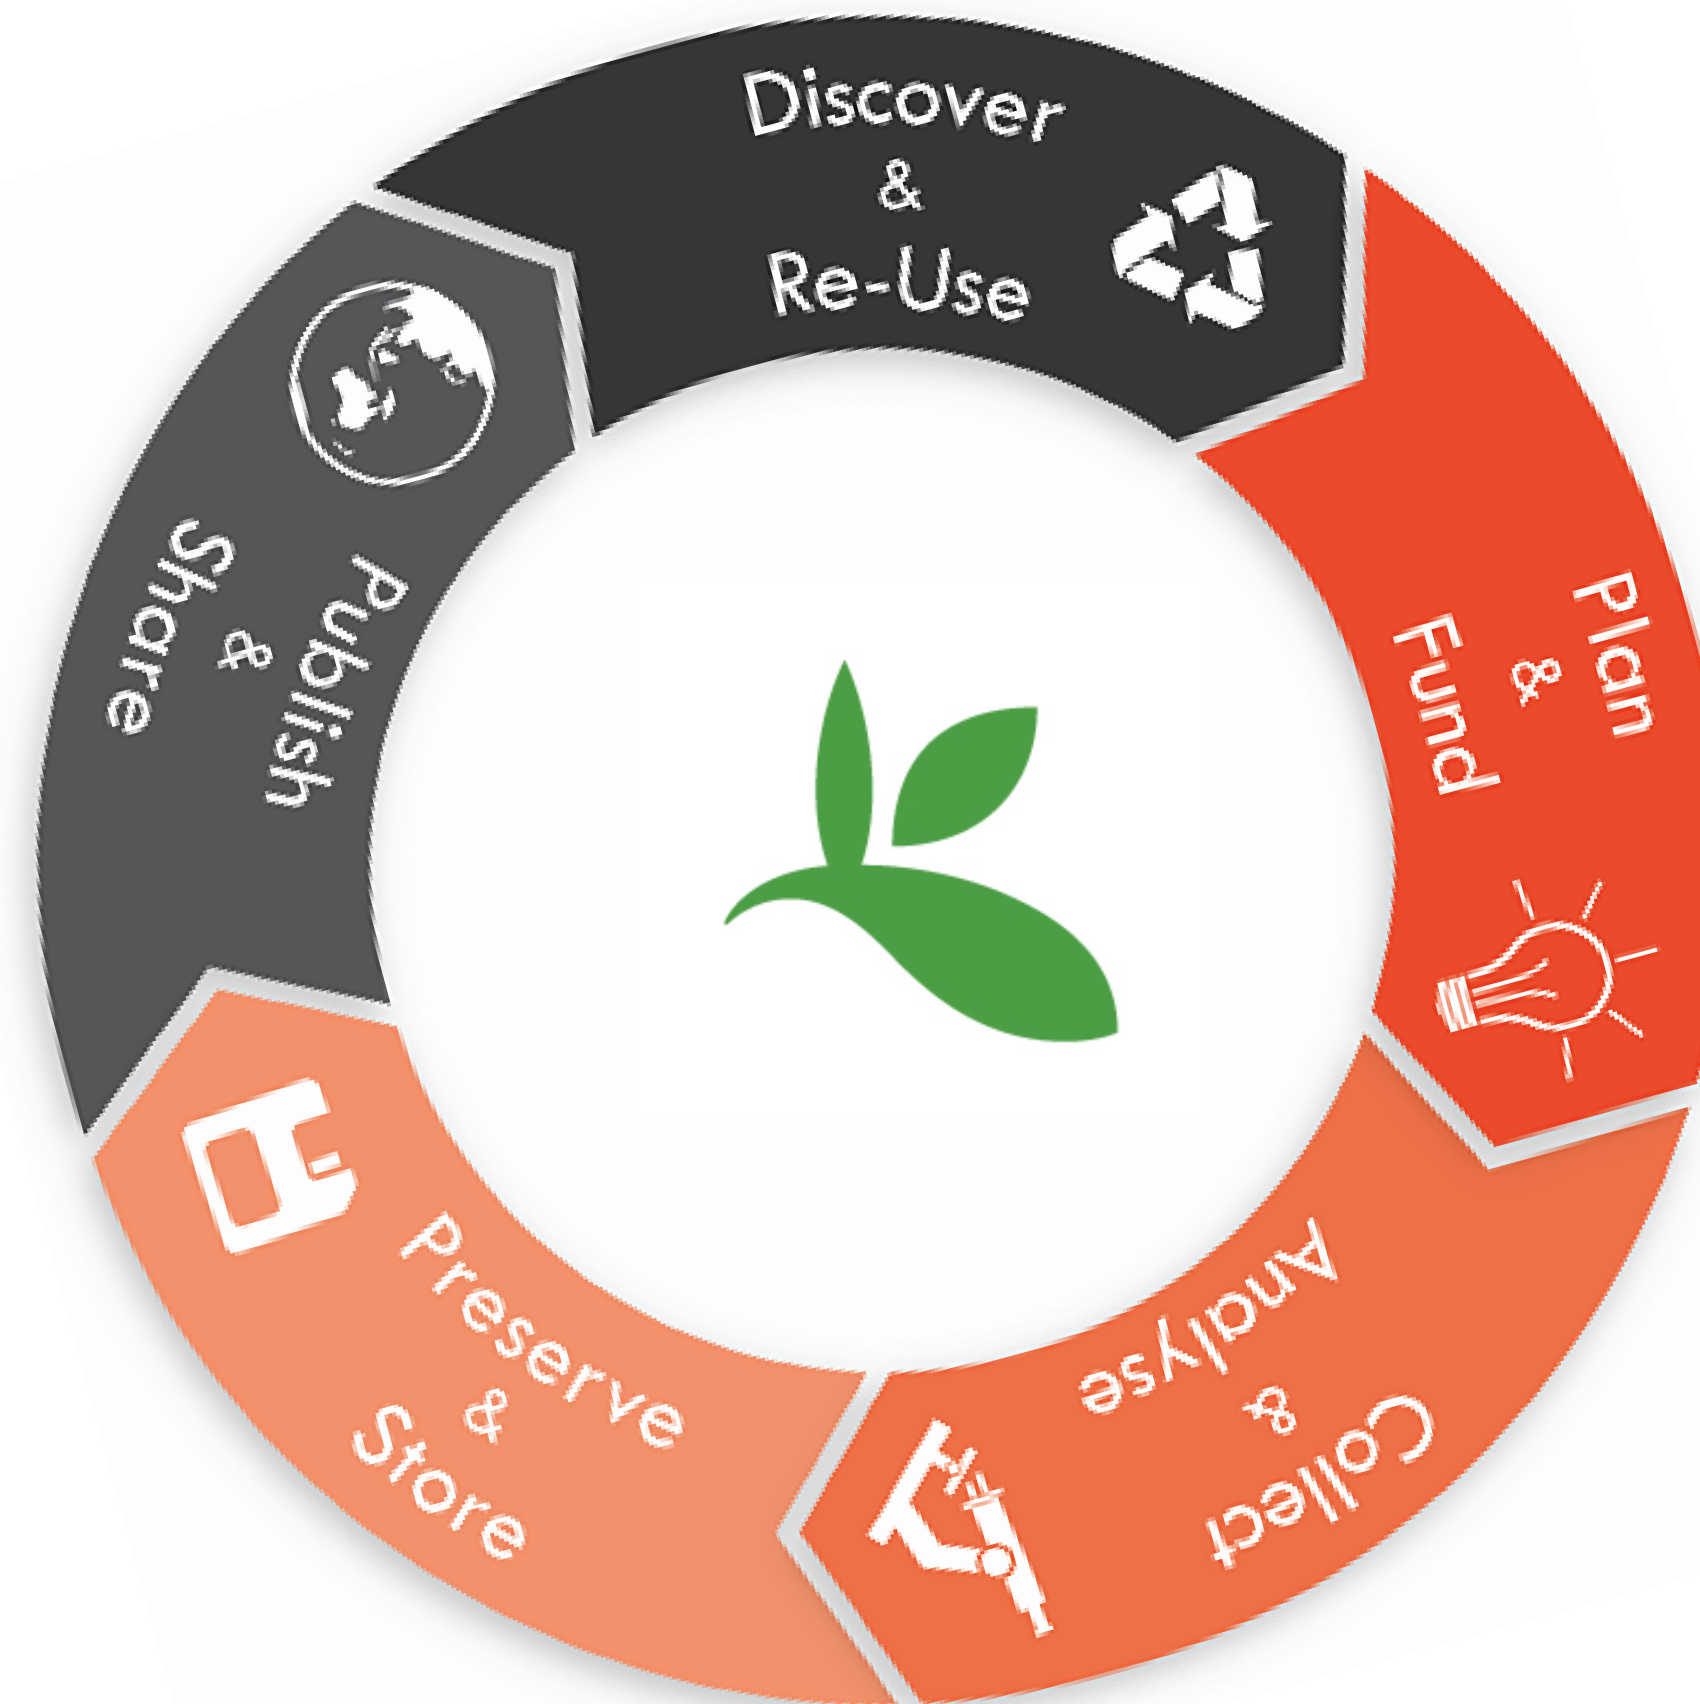 Discover
&
Re-Use
Plan
&
Fund
Collect
&
Analyse
Preserve
&
Store
Publish
&
Share